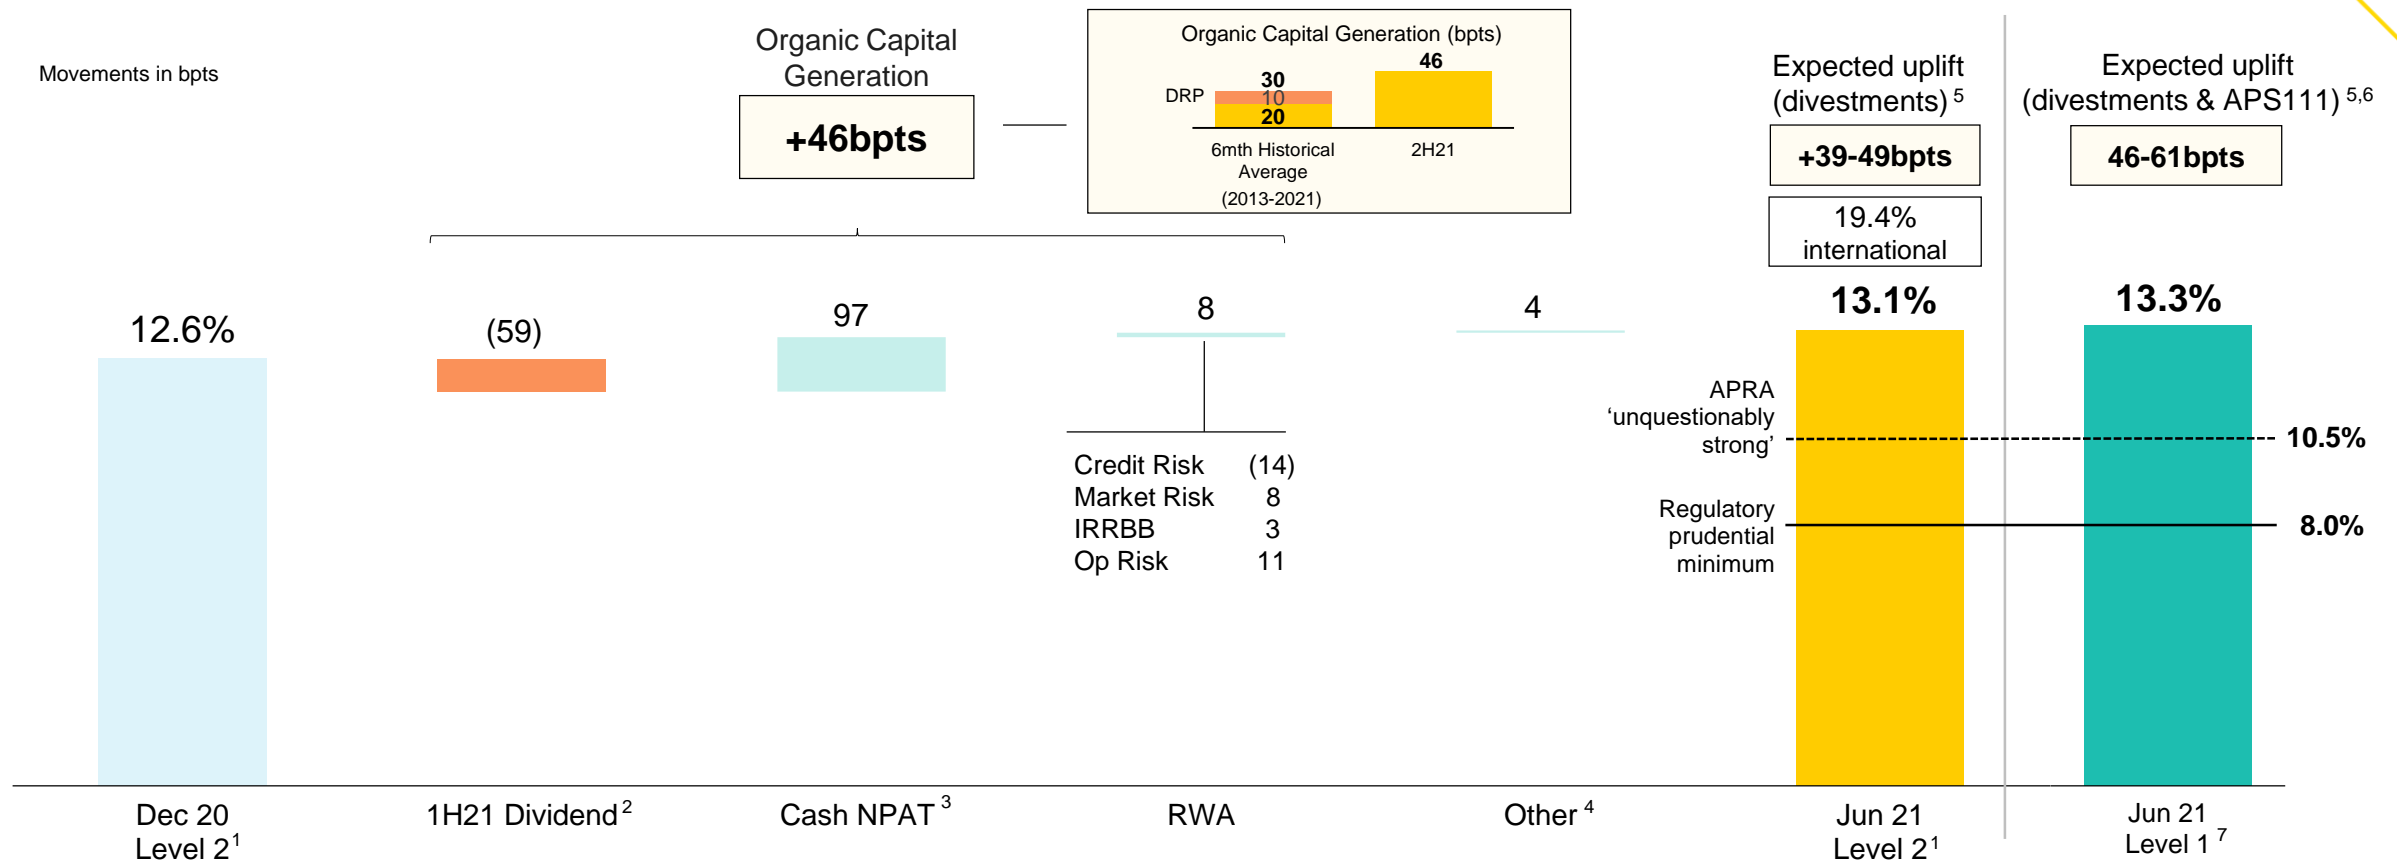 Movements in bpts
Organic Capital
Generation
+46bpts
Organic Capital Generation (bpts)
46
30
DRP
10
20
6mth Historical
Average
(2013-2021)
2H21
Expected uplift
(divestments) 5
+39-49bpts
19.4%
international
Expected uplift
(divestments & APS111) 5,6
46-61bpts
12.6%
(59)
97
8
4
13.1%
13.3%
Credit Risk (14)
Market Risk 8
IRRBB 3
Op Risk 11
APRA
‘unquestionably
strong’
10.5%
Regulatory
prudential
minimum
8.0%
Dec 20
Level 2 1
1H21 Dividend 2
Cash NPAT 3
RWA
Other 4
Jun 21
Level 2 1
Jun 21
Level 1 7